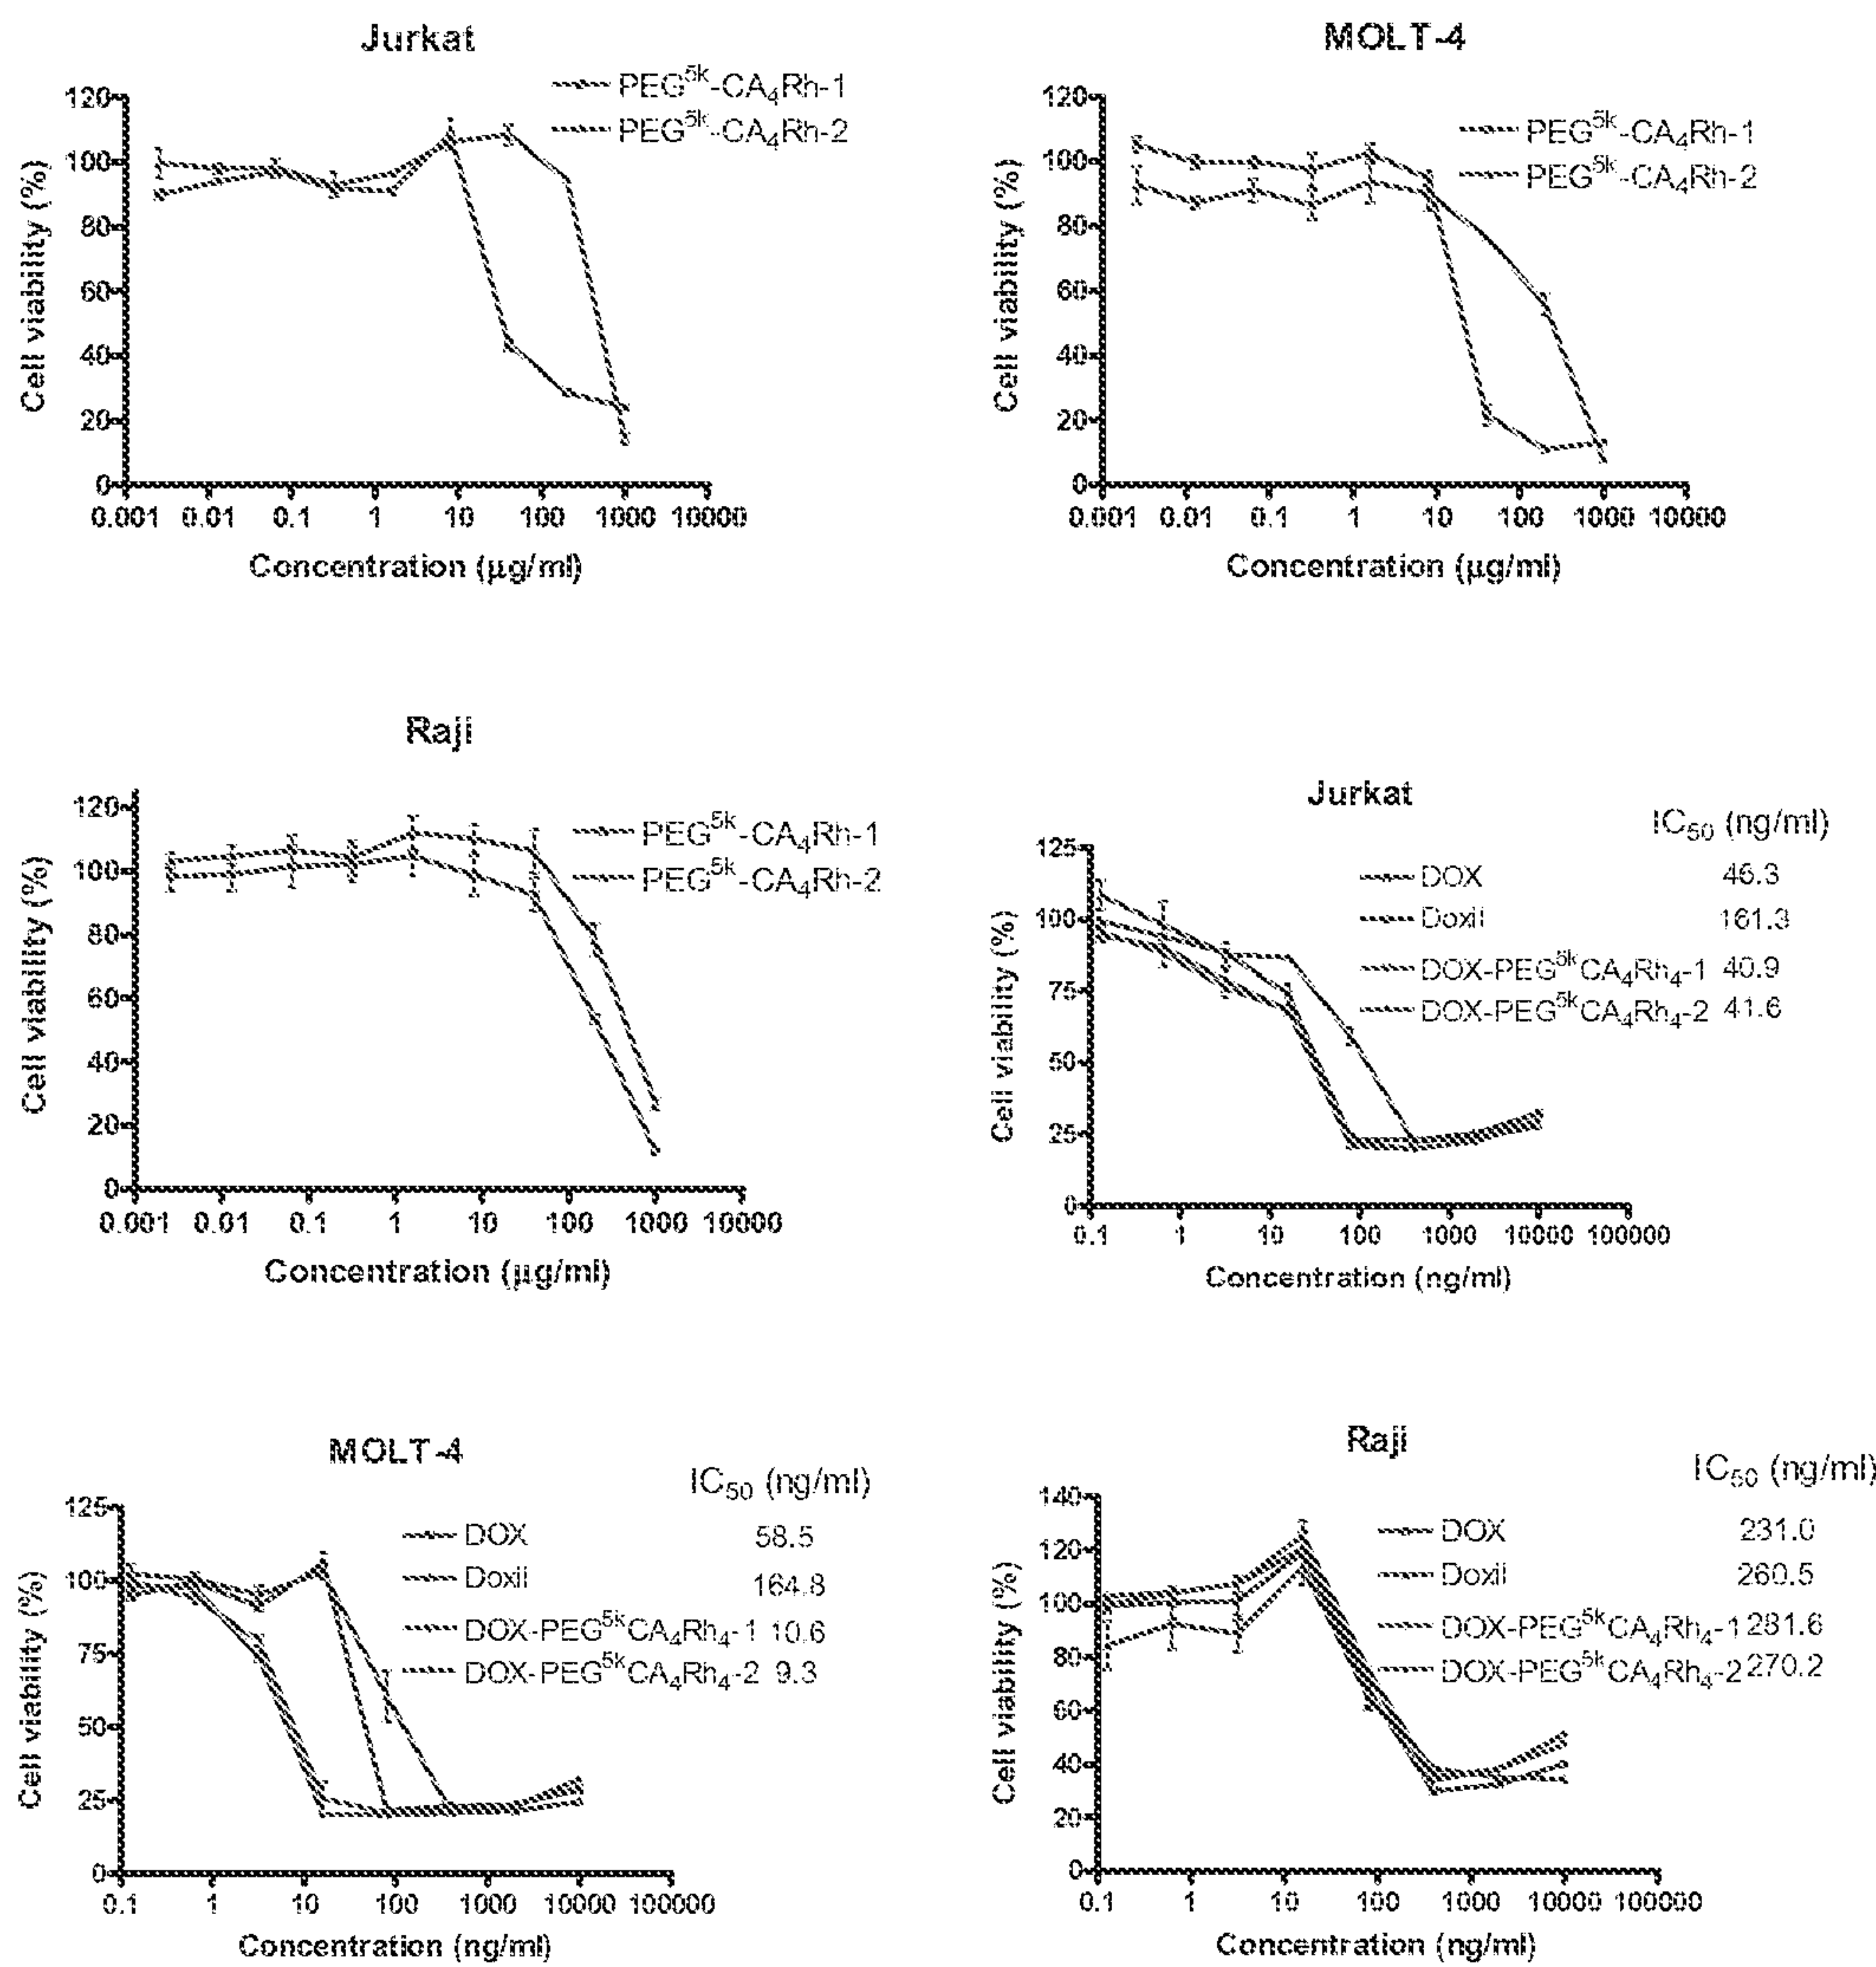 Jurkat
PEG5k-CA4Rh-1
PEG5k-CA4Rh-2
120
100
80
60
40
20
0
Cell viability (%)
0.001 0.01 0.1 1 10 100 1000 10000
Concentration (µg/ml)
MOLT-4
PEG5k-CA4Rh-1
PEG5k-CA4Rh-2
120
100
80
60
40
20
0
Cell viability (%)
0.001 0.01 0.1 1 10 100 1000 10000
Concentration (µg/ml)
Raji
PEG5k-CA4Rh-1
PEG5k-CA4Rh-2
120
100
80
60
40
20
0
Cell viability (%)
0.001 0.01 0.1 1 10 100 1000 10000
Concentration (µg/ml)
Jurkat
IC50 (ng/ml)
DOX 46.3
Doxil 161.3
DOX-PEG5kCA4Rh4-1 40.9
DOX-PEG5kCA4Rh4-2 41.6
125
100
75
50
25
0
Cell viability (%)
0.1 1 10 100 1000 10000 100000
Concentration (ng/ml)
MOLT-4
IC50 (ng/ml)
DOX 58.5
Doxil 164.8
DOX-PEG5kCA4Rh4-1 10.6
DOX-PEG5kCA4Rh4-2 9.3
125
100
75
50
25
0
Cell viability (%)
0.1 1 10 100 1000 10000 100000
Concentration (ng/ml)
Raji
IC50 (ng/ml)
DOX 231.0
Doxil 260.5
DOX-PEG5kCA4Rh4-1 281.6
DOX-PEG5kCA4Rh4-2 270.2
140
120
100
80
60
40
20
0
Cell viability (%)
0.1 1 10 100 1000 10000 100000
Concentration (ng/ml)